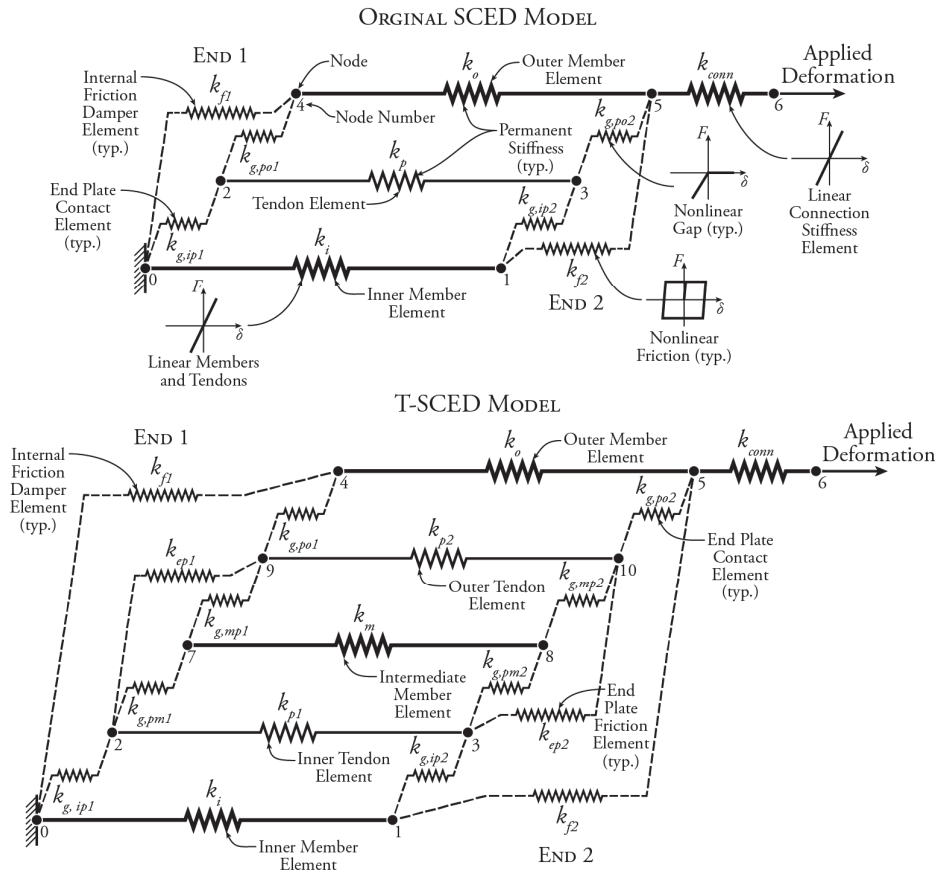 ORGINAL SCED MODEL
END 1
Internal
Friction
Damper
Element
(typ.)
k_f1
Node
4
Node Number
k_o
Outer Member
Element
k_conn
Applied
Deformation
5
6
k_g,po1
k_g,po2
Permanent
Stiffness
(typ.)
F
δ
F
δ
End Plate
Contact
Element
(typ.)
2
k_p
Tendon Element
3
Nonlinear
Gap (typ.)
Linear
Connection
Stiffness
Element
k_g,ip1
k_g,ip2
k_i
0
1
k_f2
END 2
Inner Member
Element
F
δ
Linear Members
and Tendons
F
δ
Nonlinear
Friction (typ.)
T-SCED MODEL
END 1
Internal
Friction
Damper
Element
(typ.)
k_f1
4
k_o
Outer Member
Element
k_conn
Applied
Deformation
5
6
k_g,po1
k_g,po2
k_ep1
9
k_p2
Outer Tendon
Element
10
End Plate
Contact
Element
(typ.)
k_g,mp1
k_g,mp2
7
k_m
Intermediate
Member
Element
8
k_g,pm1
k_g,pm2
End
Plate
Friction
Element
(typ.)
2
k_p1
Inner Tendon
Element
3
k_ep2
k_g, ip1
k_g,ip2
0
k_i
Inner Member
Element
1
k_f2
END 2